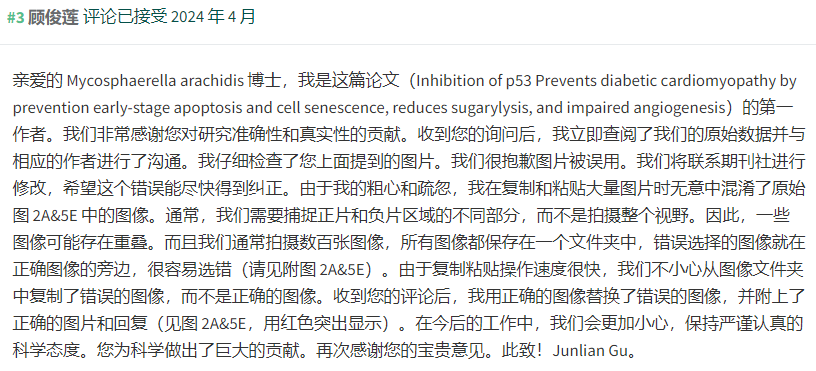 #3 顾俊莲 评论已接受 2024 年 4 月
亲爱的 Mycosphaerella arachidis 博士，我是这篇论文（Inhibition of p53 Prevents diabetic cardiomyopathy by
prevention early-stage apoptosis and cell senescence, reduces sugarylysis, and impaired angiogenesis）的第一
作者。我们非常感谢您对研究准确性和真实性的贡献。收到您的询问后，我立即查阅了我们的原始数据并与
相应的作者进行了沟通。我仔细检查了您上面提到的图片。我们很抱歉图片被误用。我们将联系期刊社进行
修改，希望这个错误能尽快得到纠正。由于我的粗心和疏忽，我在复制和粘贴大量图片时无意中混淆了原始
图 2A&5E 中的图像。通常，我们需要捕捉正片和负片区域的不同部分，而不是拍摄整个视野。因此，一些
图像可能存在重叠。而且我们通常拍摄数百张图像，所有图像都保存在一个文件夹中，错误选择的图像就在
正确图像的旁边，很容易选错（请见附图 2A&5E）。由于复制粘贴操作速度很快，我们不小心从图像文件夹
中复制了错误的图像，而不是正确的图像。收到您的评论后，我用正确的图像替换了错误的图像，并附上了
正确的图片和回复（见图 2A&5E，用红色突出显示）。在今后的工作中，我们会更加小心，保持严谨认真的
科学态度。您为科学做出了巨大的贡献。再次感谢您的宝贵意见。此致！Junlian Gu。